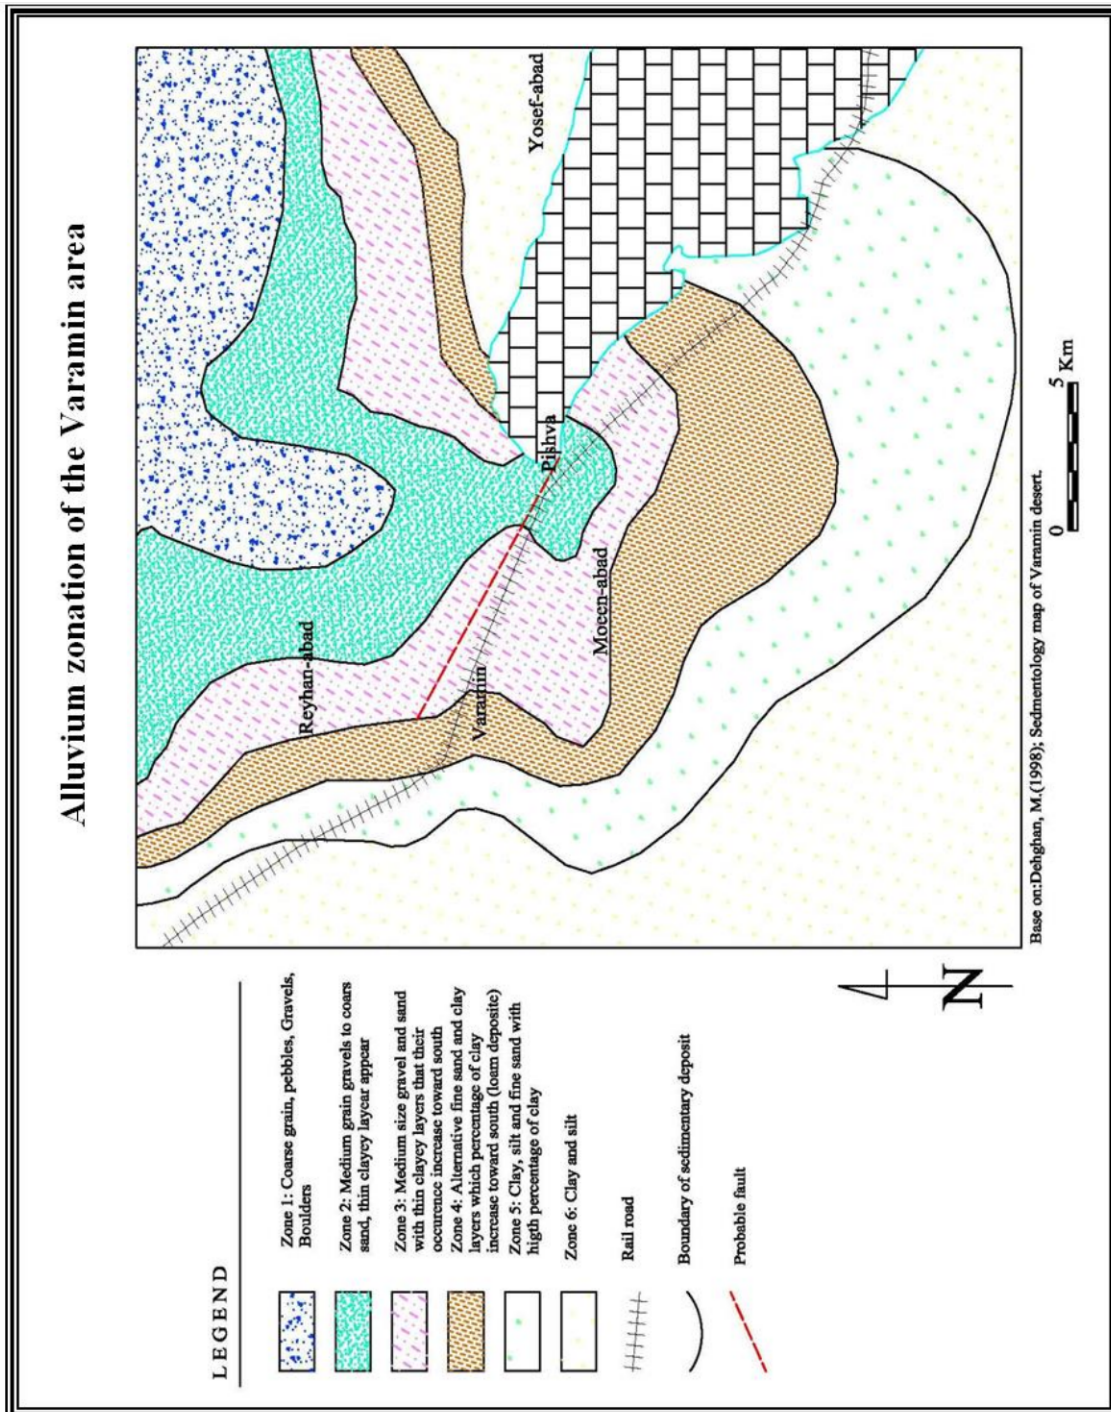 Alluvium zonation of the Varamin area
Yosef-abad
Pishva
Reyhan-abad
Moeen-abad
Varamin
Base on:Dehghan, M.(1998); Sedmentology map of Varamin desert.
0 5 Km
N
LEGEND
Zone 1: Coarse grain, pebbles, Gravels,
Boulders
Zone 2: Medium grain gravels to coars
sand, thin clayey laycar appear
Zone 3: Medium size gravel and sand
with thin clayey layers that their
occurence increase toward south
Zone 4: Alternative fine sand and clay
layers which percentage of clay
increase toward south (loam deposite)
Zone 5: Clay, silt and fine sand with
higth percentage of clay
Zone 6: Clay and silt
Rail road
Boundary of sedimentary deposit
Probable fault